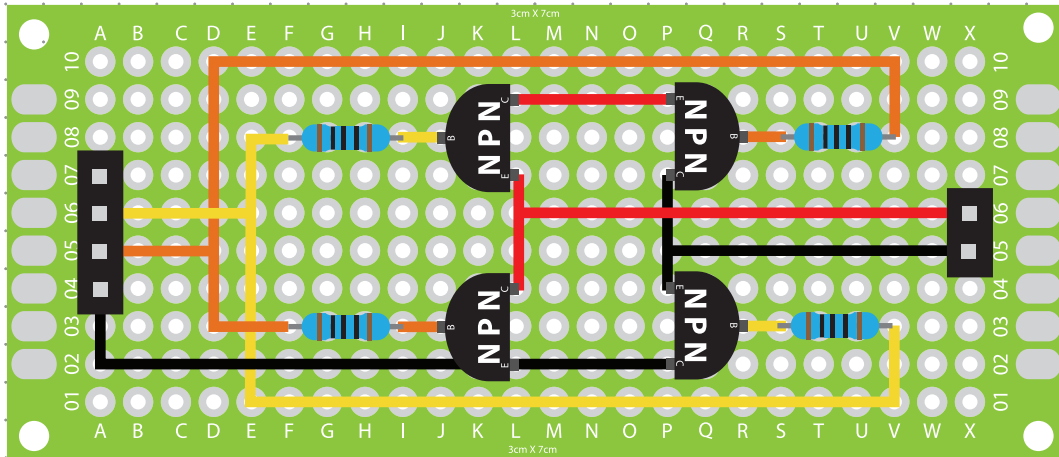 3cm X 7cm
A B C D E F G H I J K L M N O P Q R S T U V W X
10 10
09 C E 09
NPN NPN
08 B B 08
07 E C 07
06 06
05 05
04 C E 04
NPN NPN
03 B B 03
02 E C 02
01 01
A B C D E F G H I J K L M N O P Q R S T U V W X
3cm X 7cm